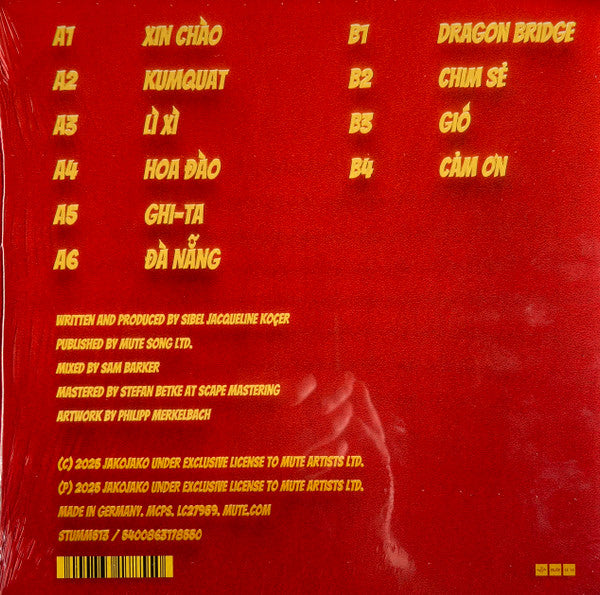 A1 XIN CHÀO
A2 KUMQUAT
A3 LÌ XÌ
A4 HOA ĐÀO
A5 GHI-TA
A6 ĐÀ NẴNG
B1 DRAGON BRIDGE
B2 CHIM SẺ
B3 GIÓ
B4 CẢM ƠN
WRITTEN AND PRODUCED BY SIBEL JACQUELINE KOÇER
PUBLISHED BY MUTE SONG LTD.
MIXED BY SAM BARKER
MASTERED BY STEFAN BETKE AT SCAPE MASTERING
ARTWORK BY PHILIPP MERKELBACH
(C) 2025 JAKOJAKO UNDER EXCLUSIVE LICENSE TO MUTE ARTISTS LTD.
(P) 2025 JAKOJAKO UNDER EXCLUSIVE LICENSE TO MUTE ARTISTS LTD.
MADE IN GERMANY. MCPS. LC27969. MUTE.COM
STUMM513 / 5400863178550